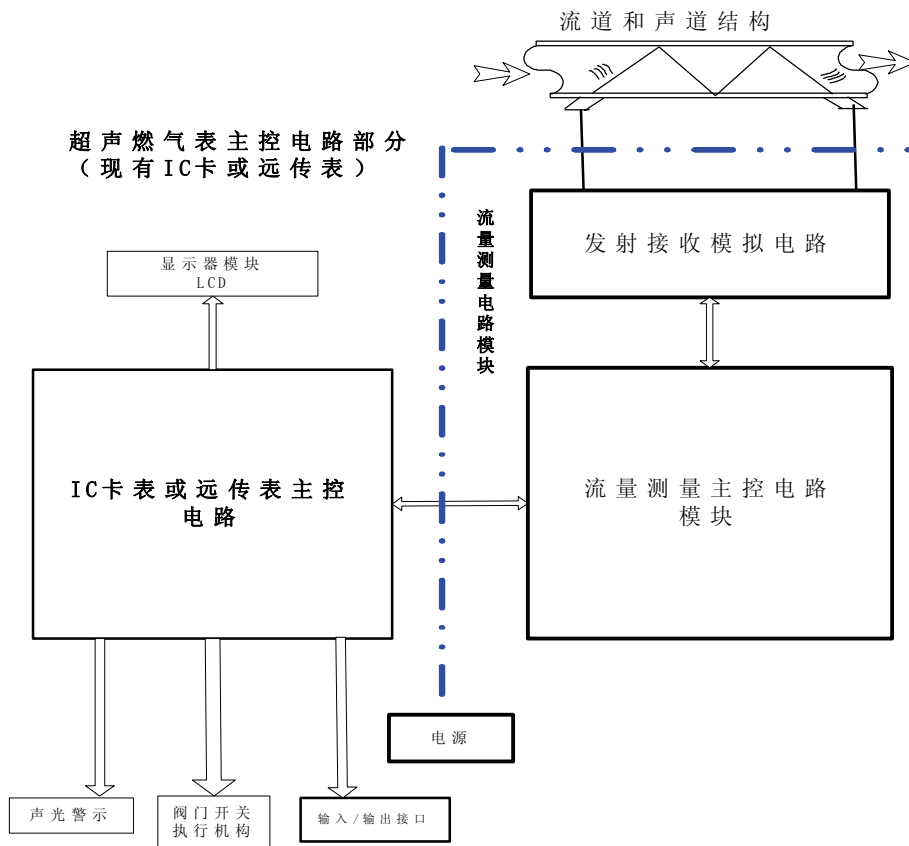 流道和声道结构
超声燃气表主控电路部分
（现有IC卡或远传表）
流量测量电路模块
发射接收模拟电路
显示器模块
LCD
IC卡表或远传表主控
电路
流量测量主控电路
模块
电源
声光警示
阀门开关
执行机构
输入/输出接口